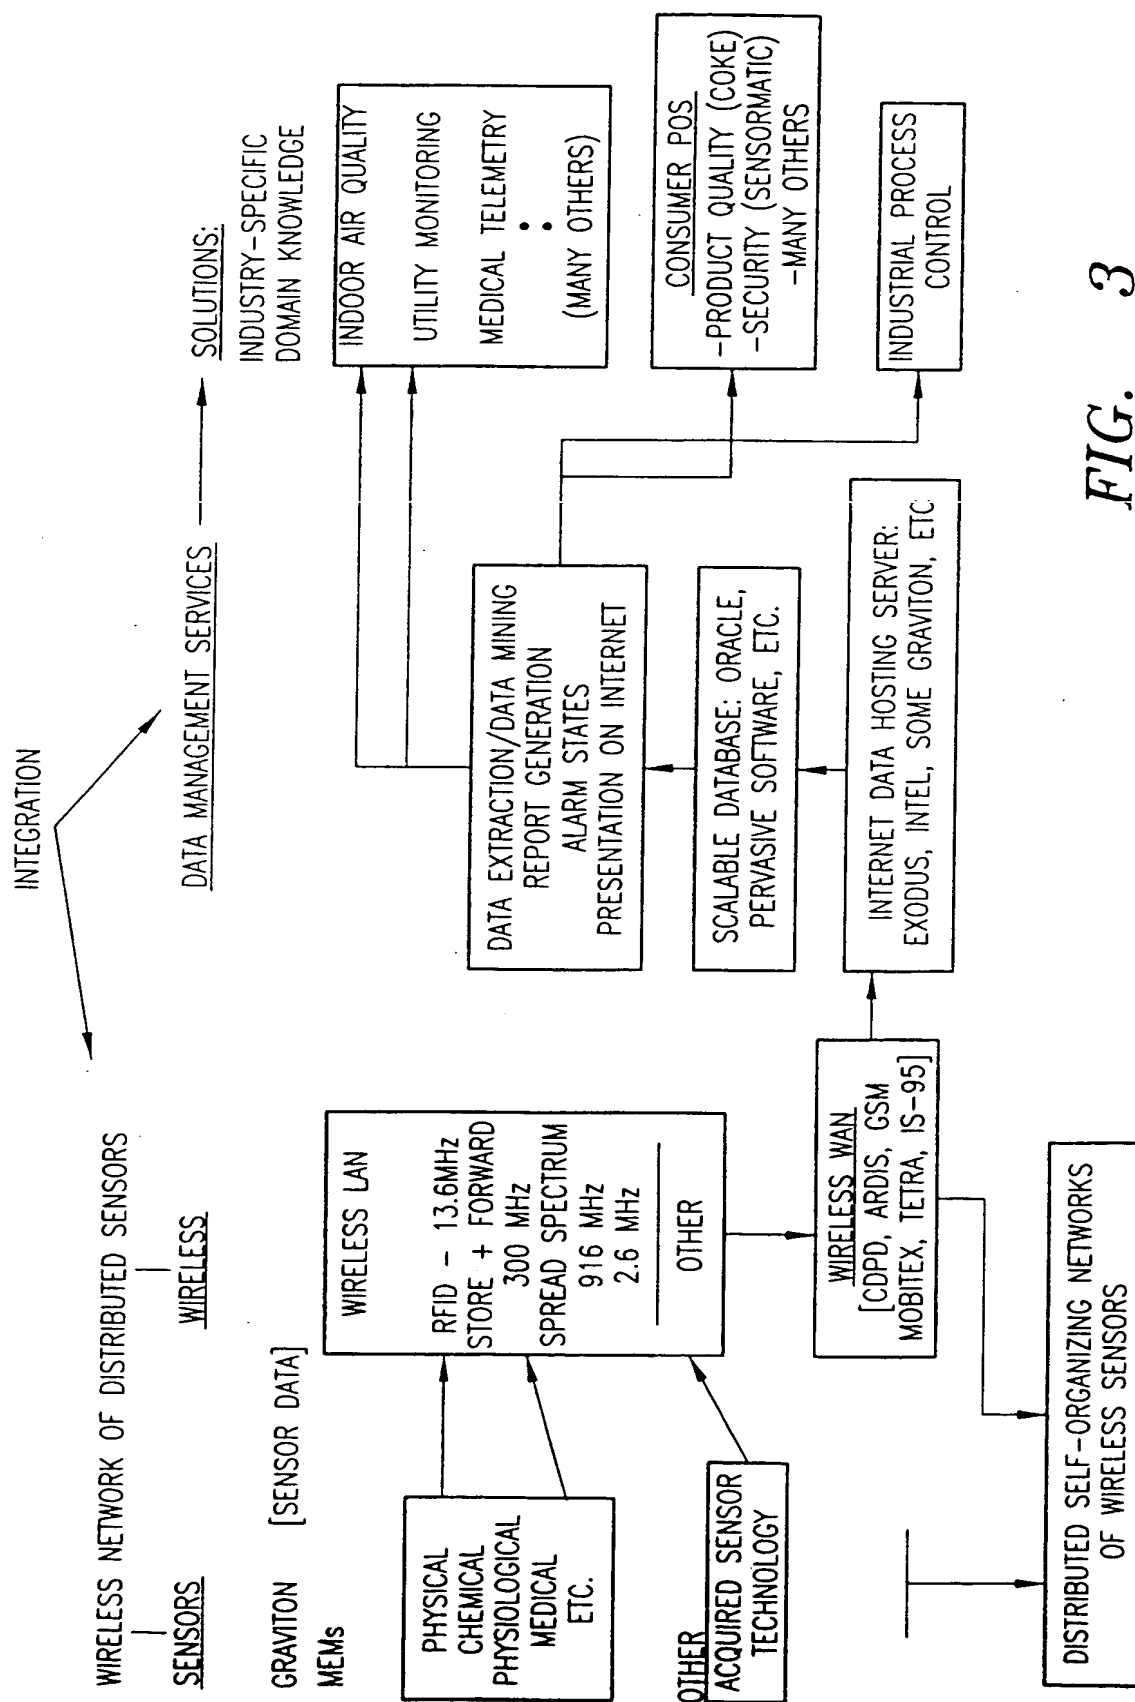 INTEGRATION
WIRELESS NETWORK OF DISTRIBUTED SENSORS
SENSORS
WIRELESS
DATA MANAGEMENT SERVICES
SOLUTIONS:
INDUSTRY-SPECIFIC
DOMAIN KNOWLEDGE
GRAVITON
MEMs
[SENSOR DATA]
PHYSICAL
CHEMICAL
PHYSIOLOGICAL
MEDICAL
ETC.
OTHER
ACQUIRED SENSOR
TECHNOLOGY
WIRELESS LAN
RFID - 13.6MHz
STORE + FORWARD
300 MHz
SPREAD SPECTRUM
916 MHz
2.6 MHz
OTHER
WIRELESS WAN
[CDPD, ARDIS, GSM
MOBITEX, TETRA, IS-95]
DISTRIBUTED SELF-ORGANIZING NETWORKS
OF WIRELESS SENSORS
DATA EXTRACTION/DATA MINING
REPORT GENERATION
ALARM STATES
PRESENTATION ON INTERNET
SCALABLE DATABASE: ORACLE,
PERVASIVE SOFTWARE, ETC.
INTERNET DATA HOSTING SERVER:
EXODUS, INTEL, SOME GRAVITON, ETC
INDOOR AIR QUALITY
UTILITY MONITORING
MEDICAL TELEMETRY
(MANY OTHERS)
CONSUMER POS
-PRODUCT QUALITY (COKE)
-SECURITY (SENSORMATIC)
-MANY OTHERS
INDUSTRIAL PROCESS
CONTROL
FIG. 3